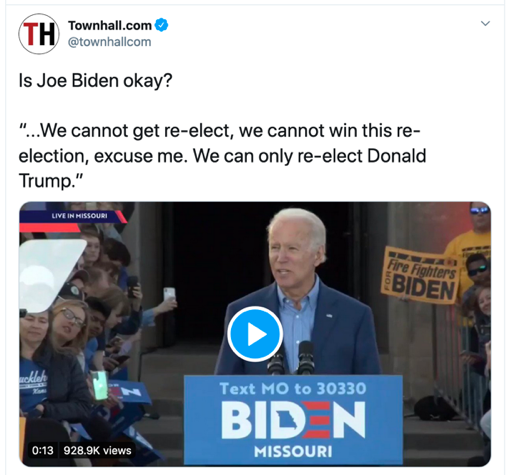 TH
Townhall.com
@townhallcom
Is Joe Biden okay?
“...We cannot get re-elect, we cannot win this re-
election, excuse me. We can only re-elect Donald
Trump.”
LIVE IN MISSOURI
Fire Fighters
FOR BIDEN
Text MO to 30330
BIDEN
MISSOURI
0:13 928.9K views